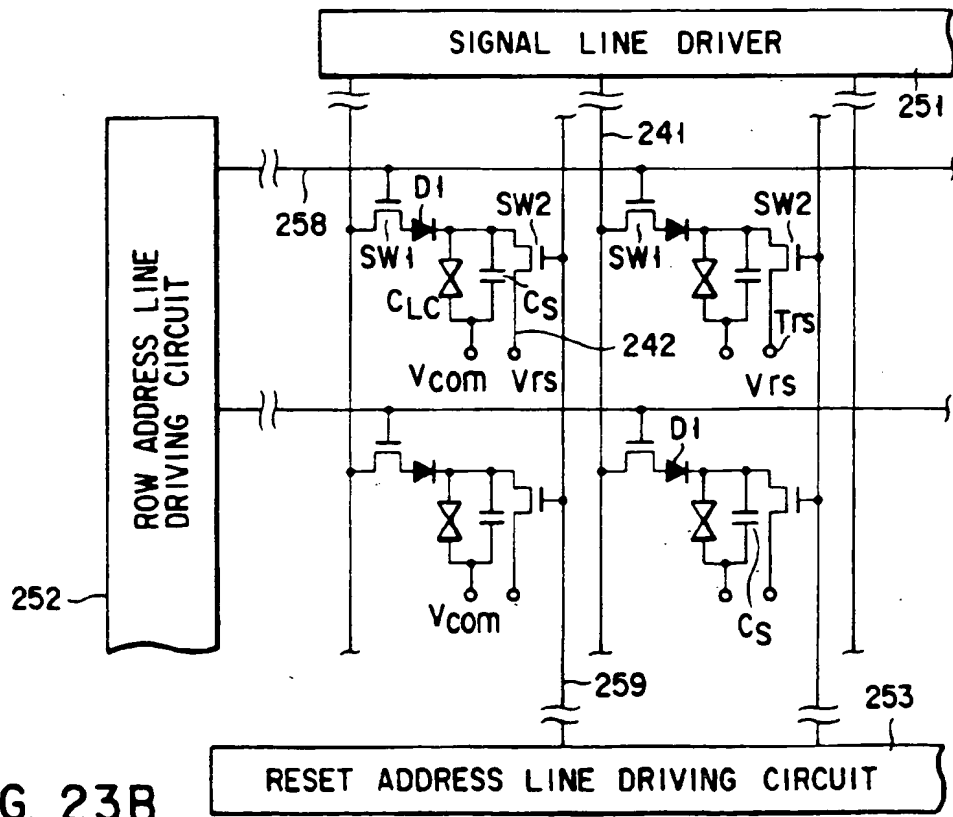 SIGNAL LINE DRIVER
251
241
258
D1
SW2
SW2
SW1
SW1
CLC
CS
242
Trs
Vcom
Vrs
Vrs
ROW ADDRESS LINE
DRIVING CIRCUIT
D1
252
Vcom
CS
259
253
RESET ADDRESS LINE DRIVING CIRCUIT
G. 23B